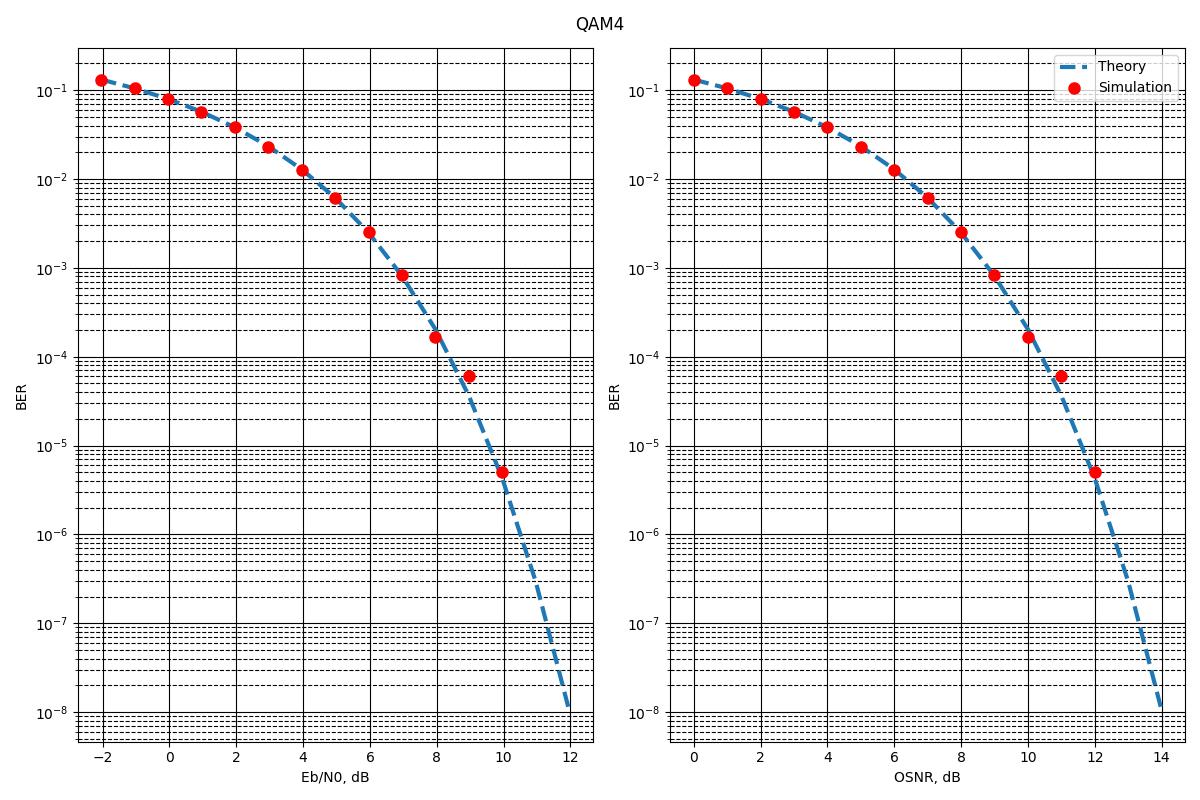 QAM4
10⁻¹
10⁻²
10⁻³
10⁻⁴
10⁻⁵
10⁻⁶
10⁻⁷
10⁻⁸
BER
−2 0 2 4 6 8 10 12
Eb/N0, dB
Theory
Simulation
10⁻¹
10⁻²
10⁻³
10⁻⁴
10⁻⁵
10⁻⁶
10⁻⁷
10⁻⁸
BER
0 2 4 6 8 10 12 14
OSNR, dB